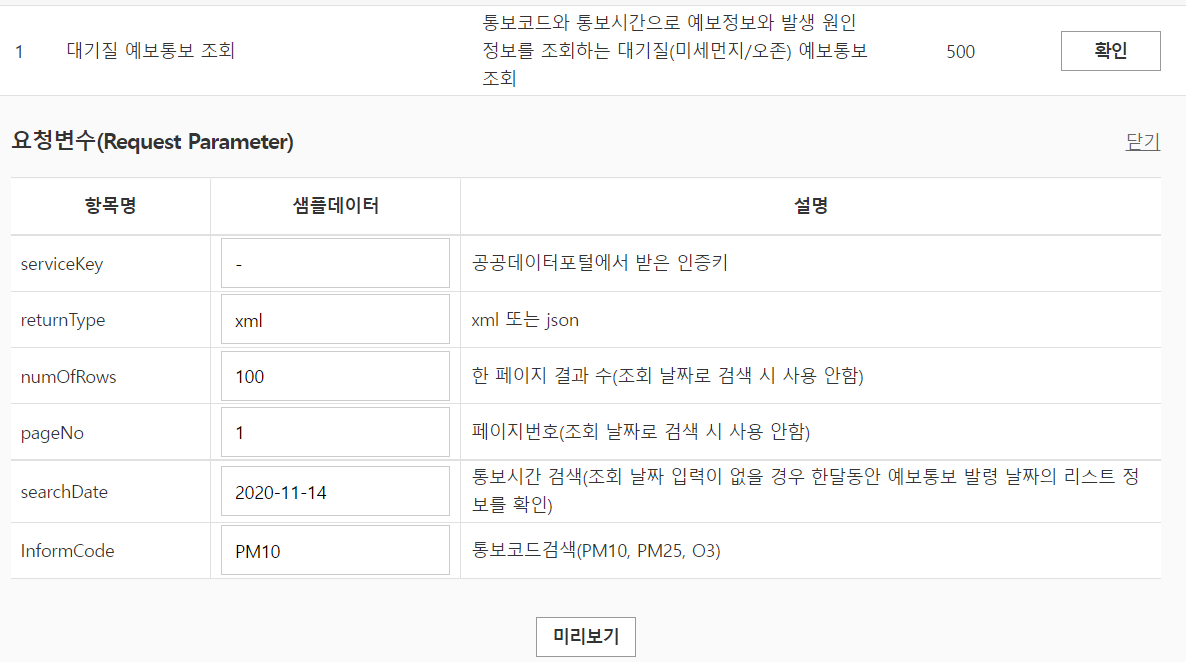 1 대기질 예보통보 조회 통보코드와 통보시간으로 예보정보와 발생 원인
정보를 조회하는 대기질(미세먼지/오존) 예보통보
조회
500 확인
요청변수(Request Parameter) 닫기
항목명 샘플데이터 설명
serviceKey - 공공데이터포털에서 받은 인증키
returnType xml xml 또는 json
numOfRows 100 한 페이지 결과 수(조회 날짜로 검색 시 사용 안함)
pageNo 1 페이지번호(조회 날짜로 검색 시 사용 안함)
searchDate 2020-11-14 통보시간 검색(조회 날짜 입력이 없을 경우 한달동안 예보통보 발령 날짜의 리스트 정
보를 확인)
InformCode PM10 통보코드검색(PM10, PM25, O3)
미리보기